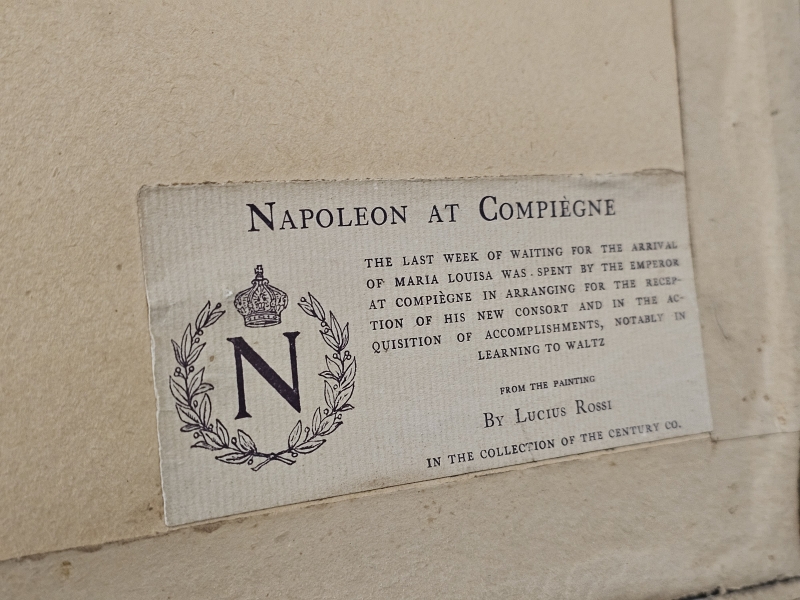 NAPOLEON AT COMPIÈGNE
THE LAST WEEK OF WAITING FOR THE ARRIVAL
OF MARIA LOUISA WAS SPENT BY THE EMPEROR
AT COMPIÈGNE IN ARRANGING FOR THE RECEP-
TION OF HIS NEW CONSORT AND IN THE AC-
QUISITION OF ACCOMPLISHMENTS, NOTABLY IN
LEARNING TO WALTZ
N
FROM THE PAINTING
BY LUCIUS ROSSI
IN THE COLLECTION OF THE CENTURY CO.